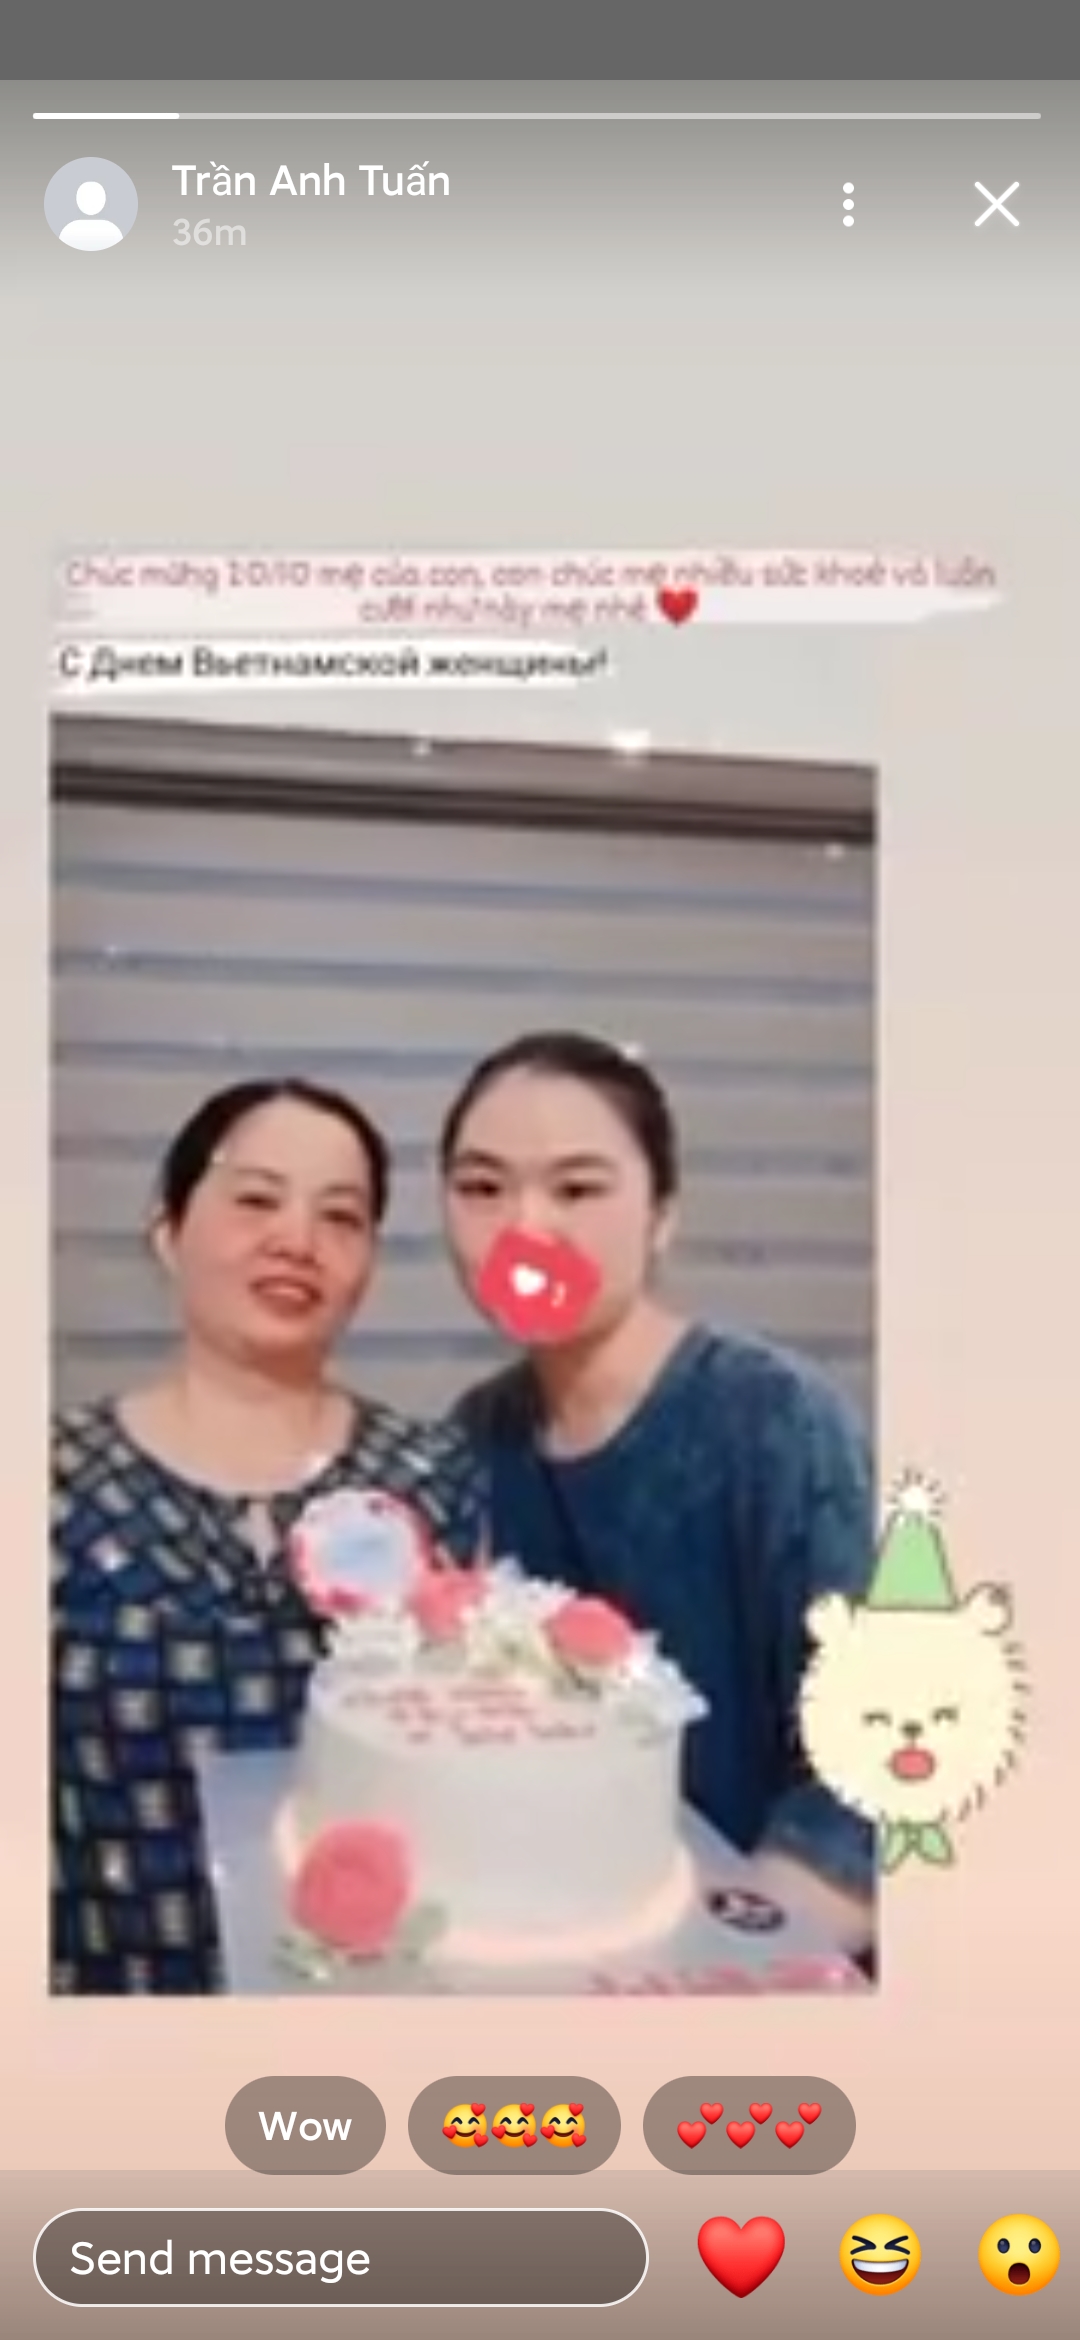 Trần Anh Tuấn
36m
Chúc mừng 20/10 mẹ của con, con chúc mẹ nhiều sức khoẻ và luôn
cười như này mẹ nhé ❤️
С Днем Вьетнамской женщины!
Wow
Send message